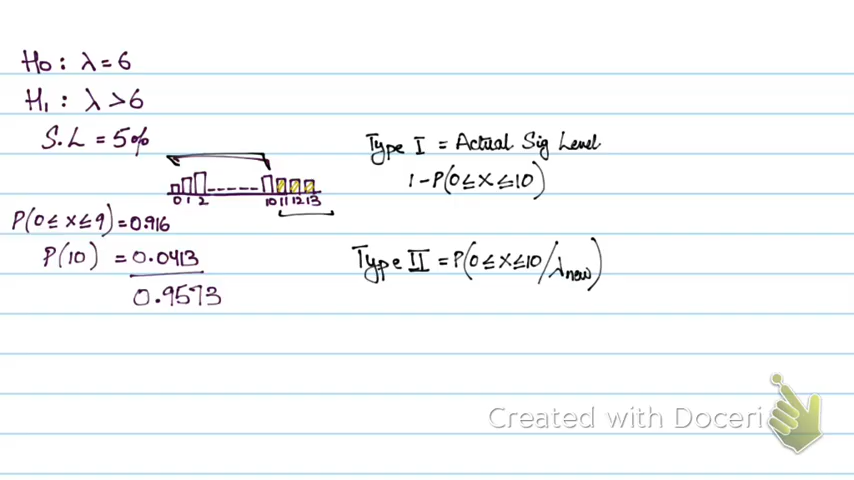 H0 : λ = 6
H1 : λ > 6
S.L = 5%
0 1 2 10 11 12 13
P(0 ≤ x ≤ 9) = 0.916
P(10) = 0.0413
0.9573
Type I = Actual Sig Level
1 - P(0 ≤ X ≤ 10)
Type II = P(0 ≤ X ≤ 10 / λnew)
Created with Doceri